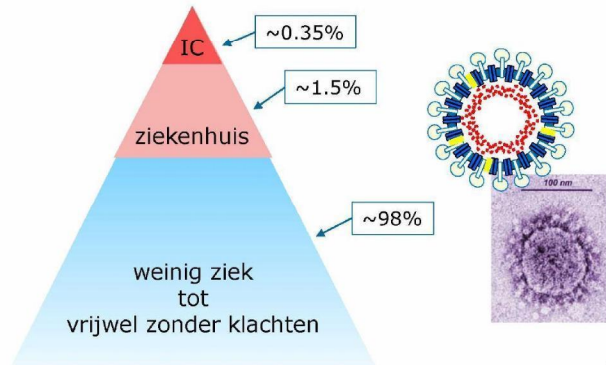 IC
~0.35%
~1.5%
ziekenhuis
~98%
weinig ziek
tot
vrijwel zonder klachten
100 nm